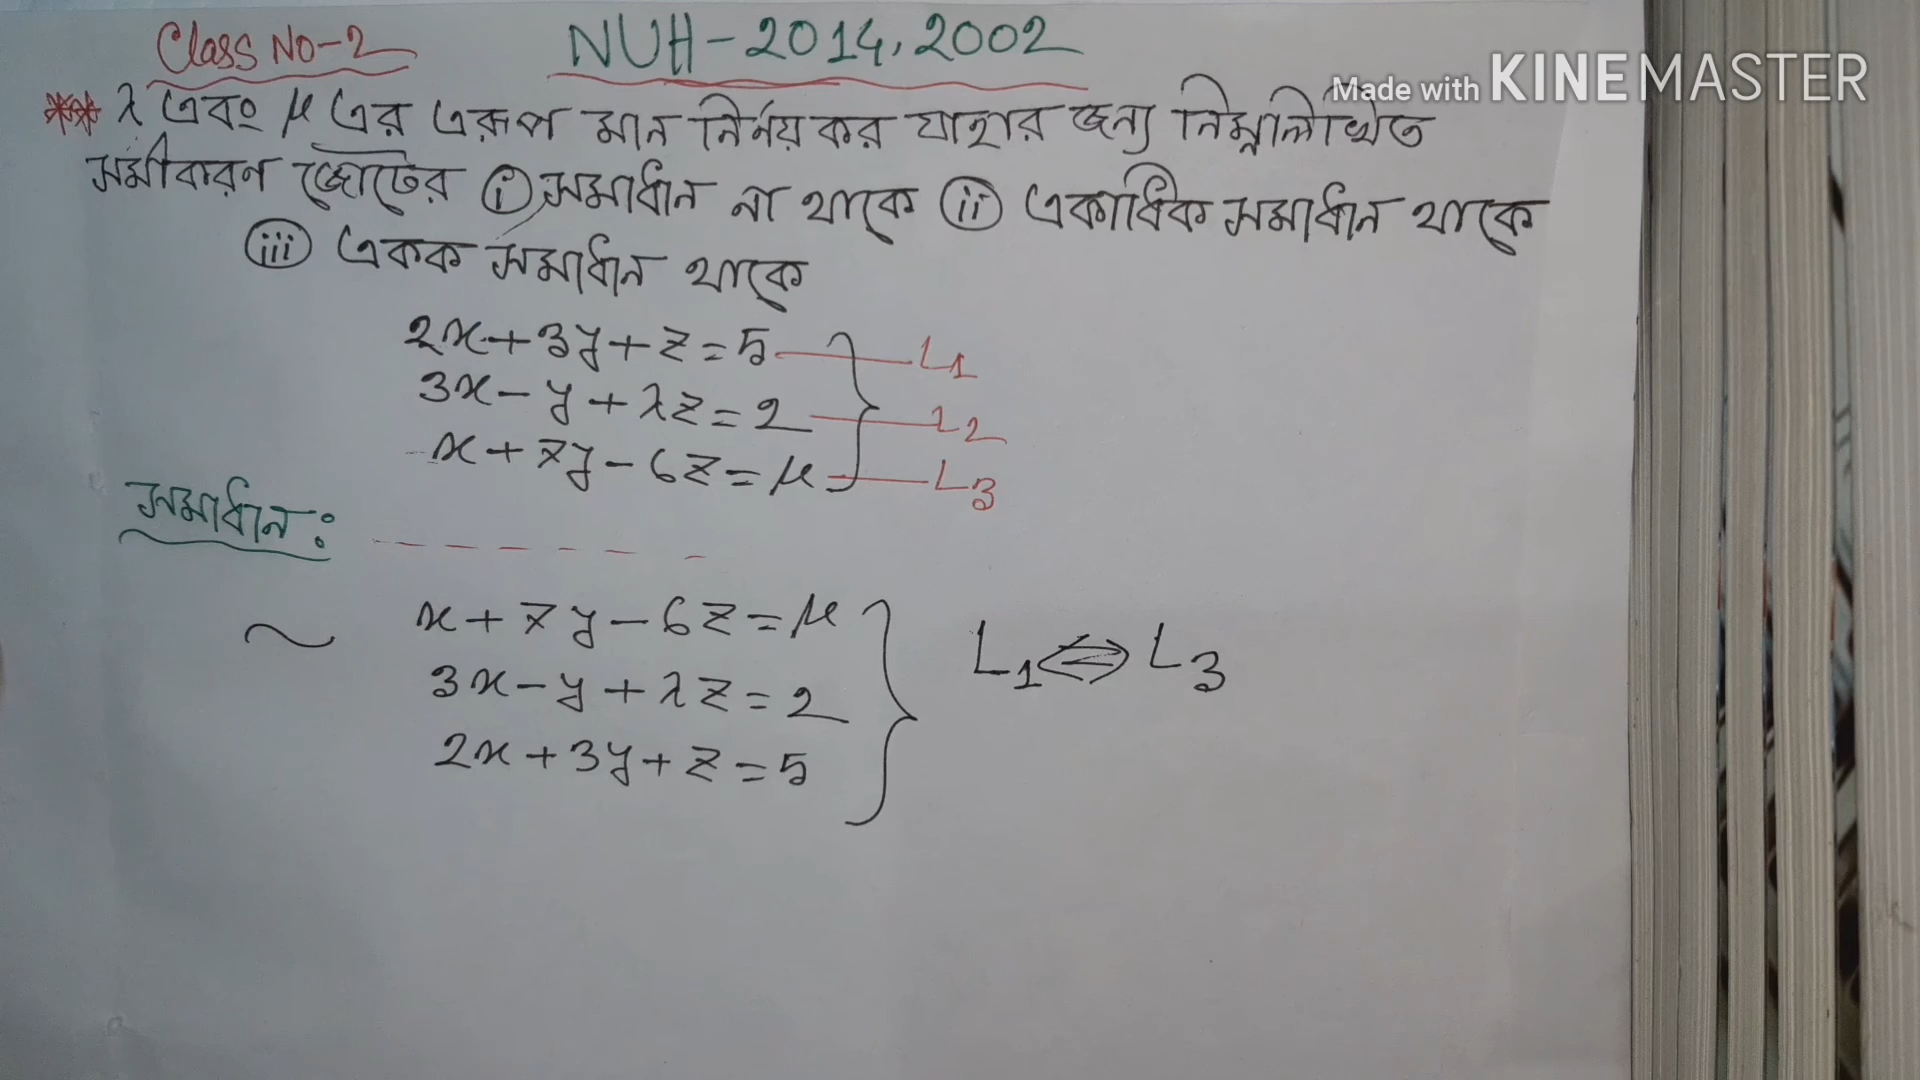 Class No-2 NUH-2014, 2002
Made with KINEMASTER
** λ এবং μ এর এরূপ মান নির্নয় কর যাহার জন্য নিম্নলিখিত
সমীকরণ জোটের (i) সমাধান না থাকে (ii) একাধিক সমাধান থাকে
(iii) একক সমাধান থাকে
2x+3y+z=5 — L1
3x-y+λz=2 — L2
x+7y-6z=μ — L3
সমাধান: - - - - - -
~ x+7y-6z=μ
3x-y+λz=2
2x+3y+z=5
L1⇔L3